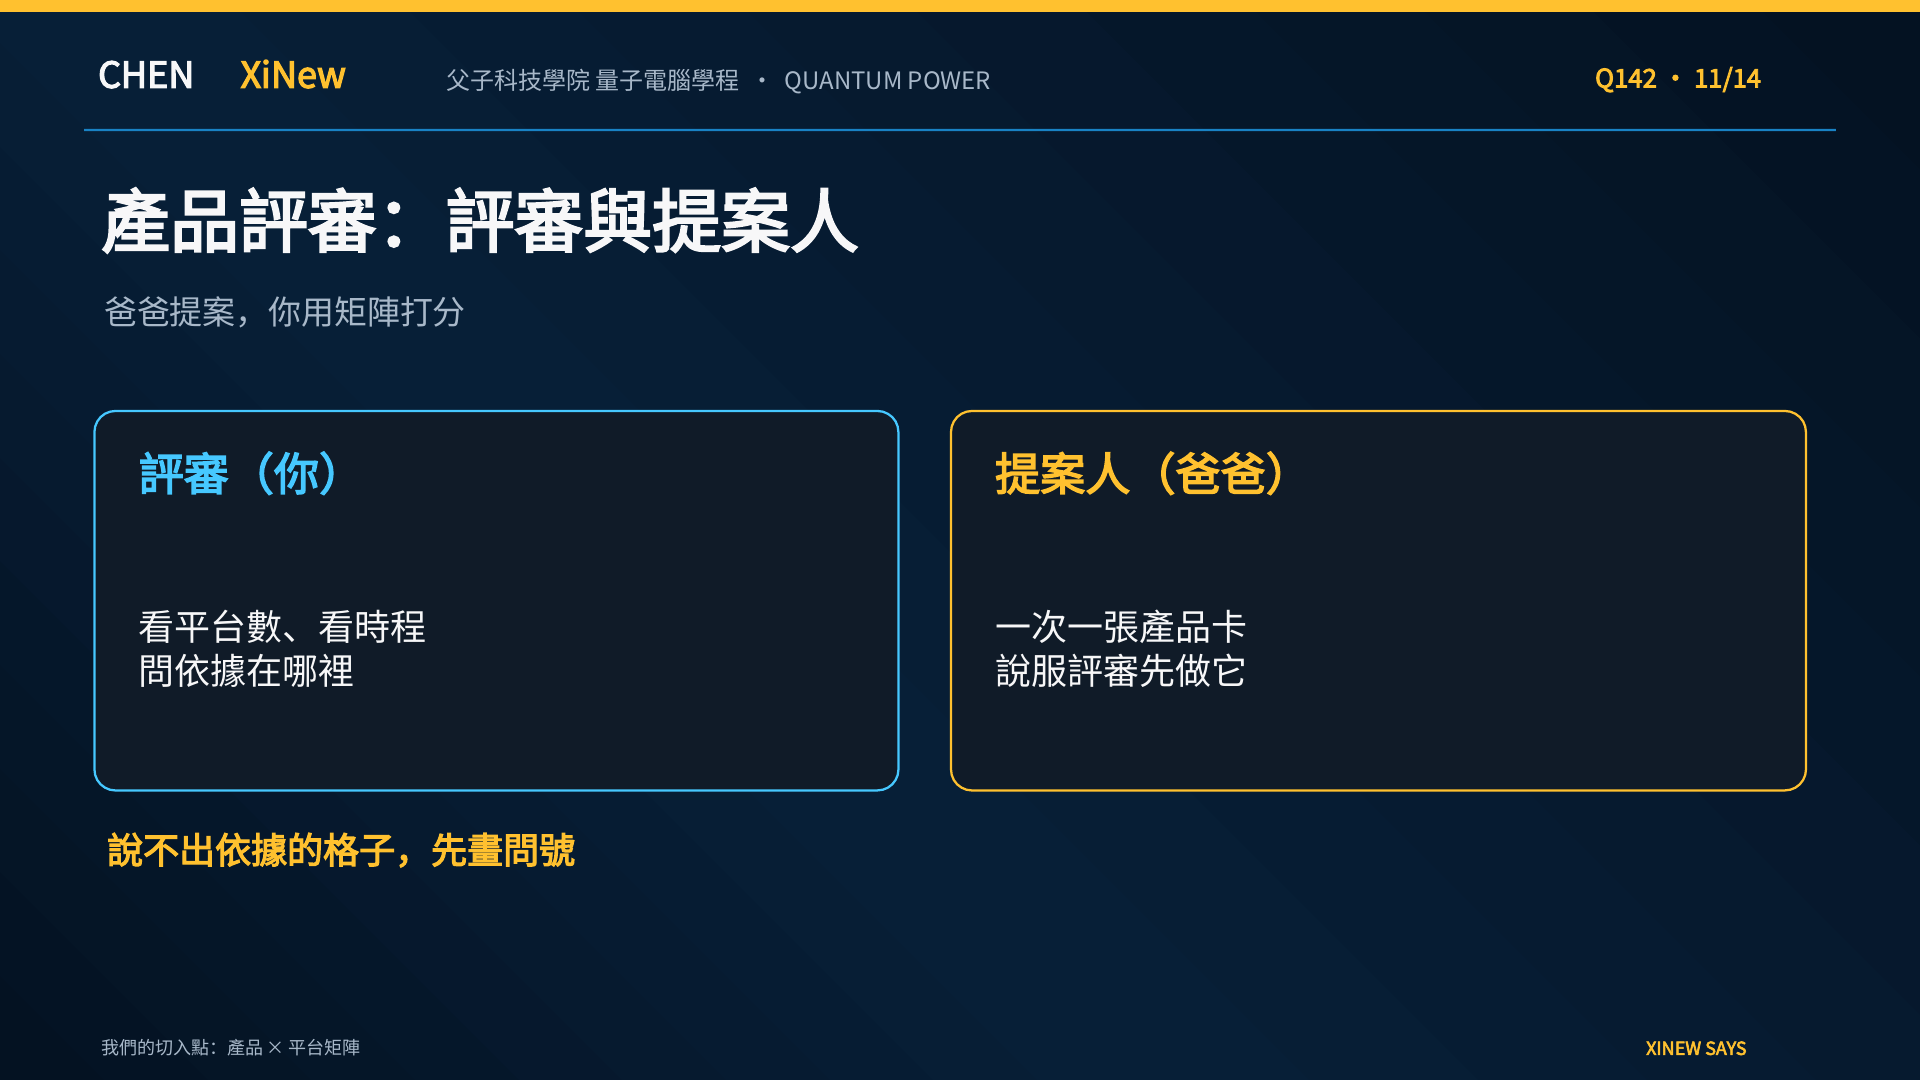 CHEN XiNew 父子科技學院 量子電腦學程 · QUANTUM POWER Q142 · 11/14
產品評審：評審與提案人
爸爸提案，你用矩陣打分
評審（你）
看平台數、看時程
問依據在哪裡
提案人（爸爸）
一次一張產品卡
說服評審先做它
說不出依據的格子，先畫問號
我們的切入點：產品 × 平台矩陣 XINEW SAYS